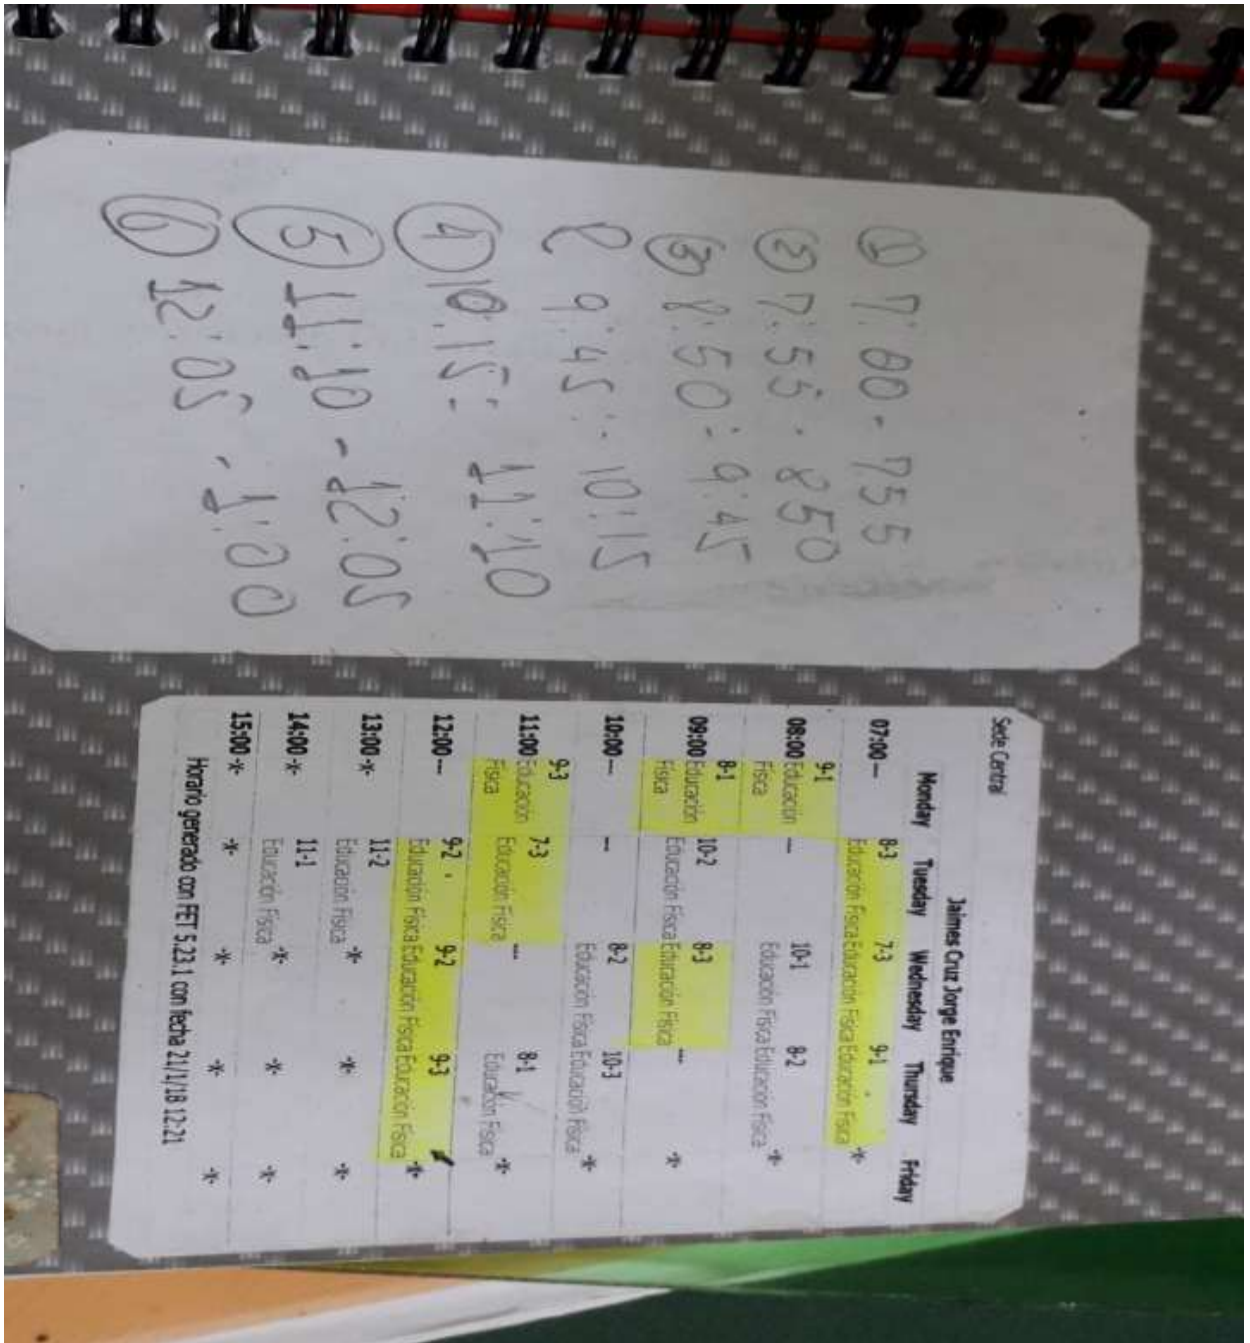 ① 7:00-755
② 7:55-850
③ 8:50:9:45
9:45:-10:15
④ 10:15: 11:10
⑤ 11:10-12:05
⑥ 12:05-1:00
Sede Central
Jaimes Cruz Jorge Enrique
Monday Tuesday Wednesday Thursday Friday
8-3 7-3 9-1
07:00 --- Educación Física Educación Física Educación Física -*-
9-1 10-1 8-2
08:00 Educación --- Educación Física Educación Física -*-
Física
8-1 10-2 8-3
09:00 Educación Educación Física Educación Física --- -*-
Física
8-2 10-3
10:00 --- --- Educación Física Educación Física -*-
9-3 7-3 8-1
11:00 Educación Educación Física --- Educación Física -*-
Física
9-2 9-2 9-3
12:00 --- Educación Física Educación Física Educación Física -*-
11-2
13:00 -*- Educación Física -*- -*- -*-
11-1
14:00 -*- Educación Física -*- -*- -*-
15:00 -*- -*- -*- -*- -*-
Horario generado con FET 5.23.1 con fecha 21/1/18 12:21